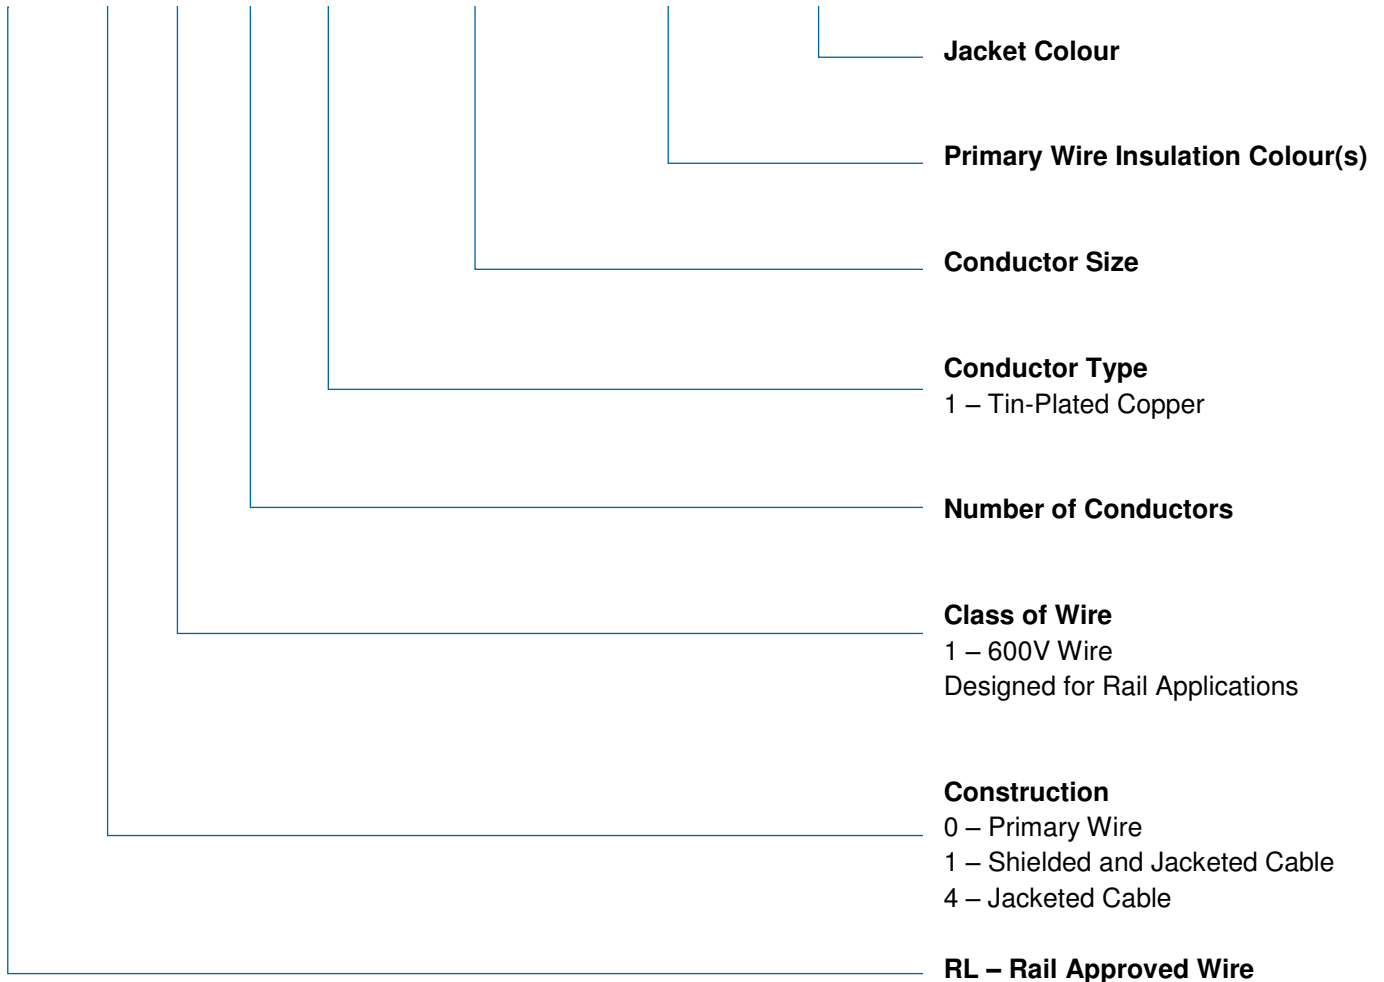 Jacket Colour
Primary Wire Insulation Colour(s)
Conductor Size
Conductor Type
1 – Tin-Plated Copper
Number of Conductors
Class of Wire
1 – 600V Wire
Designed for Rail Applications
Construction
0 – Primary Wire
1 – Shielded and Jacketed Cable
4 – Jacketed Cable
RL – Rail Approved Wire